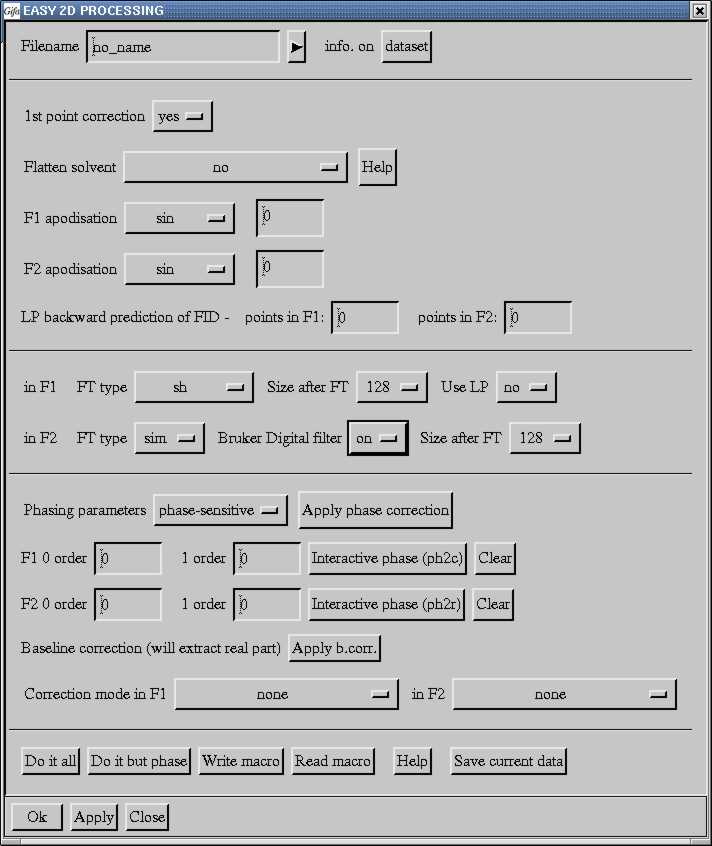 Gifa EASY 2D PROCESSING
Filename no_name info. on dataset
1st point correction yes
Flatten solvent no Help
F1 apodisation sin 0
F2 apodisation sin 0
LP backward prediction of FID - points in F1: 0 points in F2: 0
in F1 FT type sh Size after FT 128 Use LP no
in F2 FT type sim Bruker Digital filter on Size after FT 128
Phasing parameters phase-sensitive Apply phase correction
F1 0 order 0 1 order 0 Interactive phase (ph2c) Clear
F2 0 order 0 1 order 0 Interactive phase (ph2r) Clear
Baseline correction (will extract real part) Apply b.corr.
Correction mode in F1 none in F2 none
Do it all Do it but phase Write macro Read macro Help Save current data
Ok Apply Close